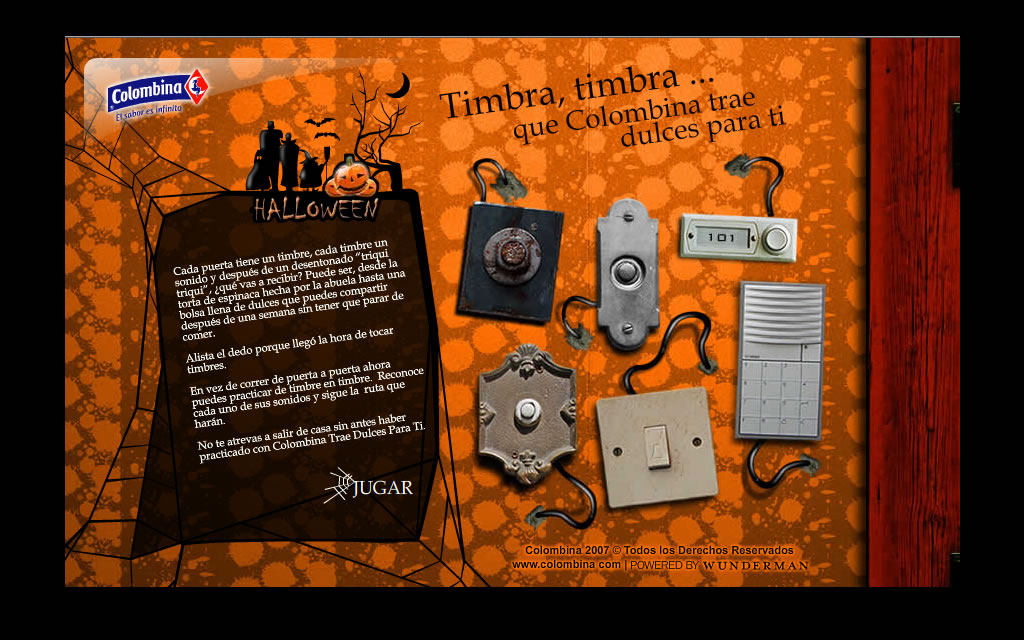 Colombina
El sabor es infinito
Timbra, timbra ...
que Colombina trae
dulces para ti
HALLOWEEN
Cada puerta tiene un timbre, cada timbre un
sonido y después de un desentonado “triqui
triqui”, ¿qué vas a recibir? Puede ser, desde la
torta de espinaca hecha por la abuela hasta una
bolsa llena de dulces que puedes compartir
después de una semana sin tener que parar de
comer.
Alista el dedo porque llegó la hora de tocar
timbres.
En vez de correr de puerta a puerta ahora
puedes practicar de timbre en timbre. Reconoce
cada uno de sus sonidos y sigue la ruta que
harán.
No te atrevas a salir de casa sin antes haber
practicado con Colombina Trae Dulces Para Ti.
JUGAR
101
Colombina 2007 © Todos los Derechos Reservados
www.colombina.com | POWERED BY WUNDERMAN